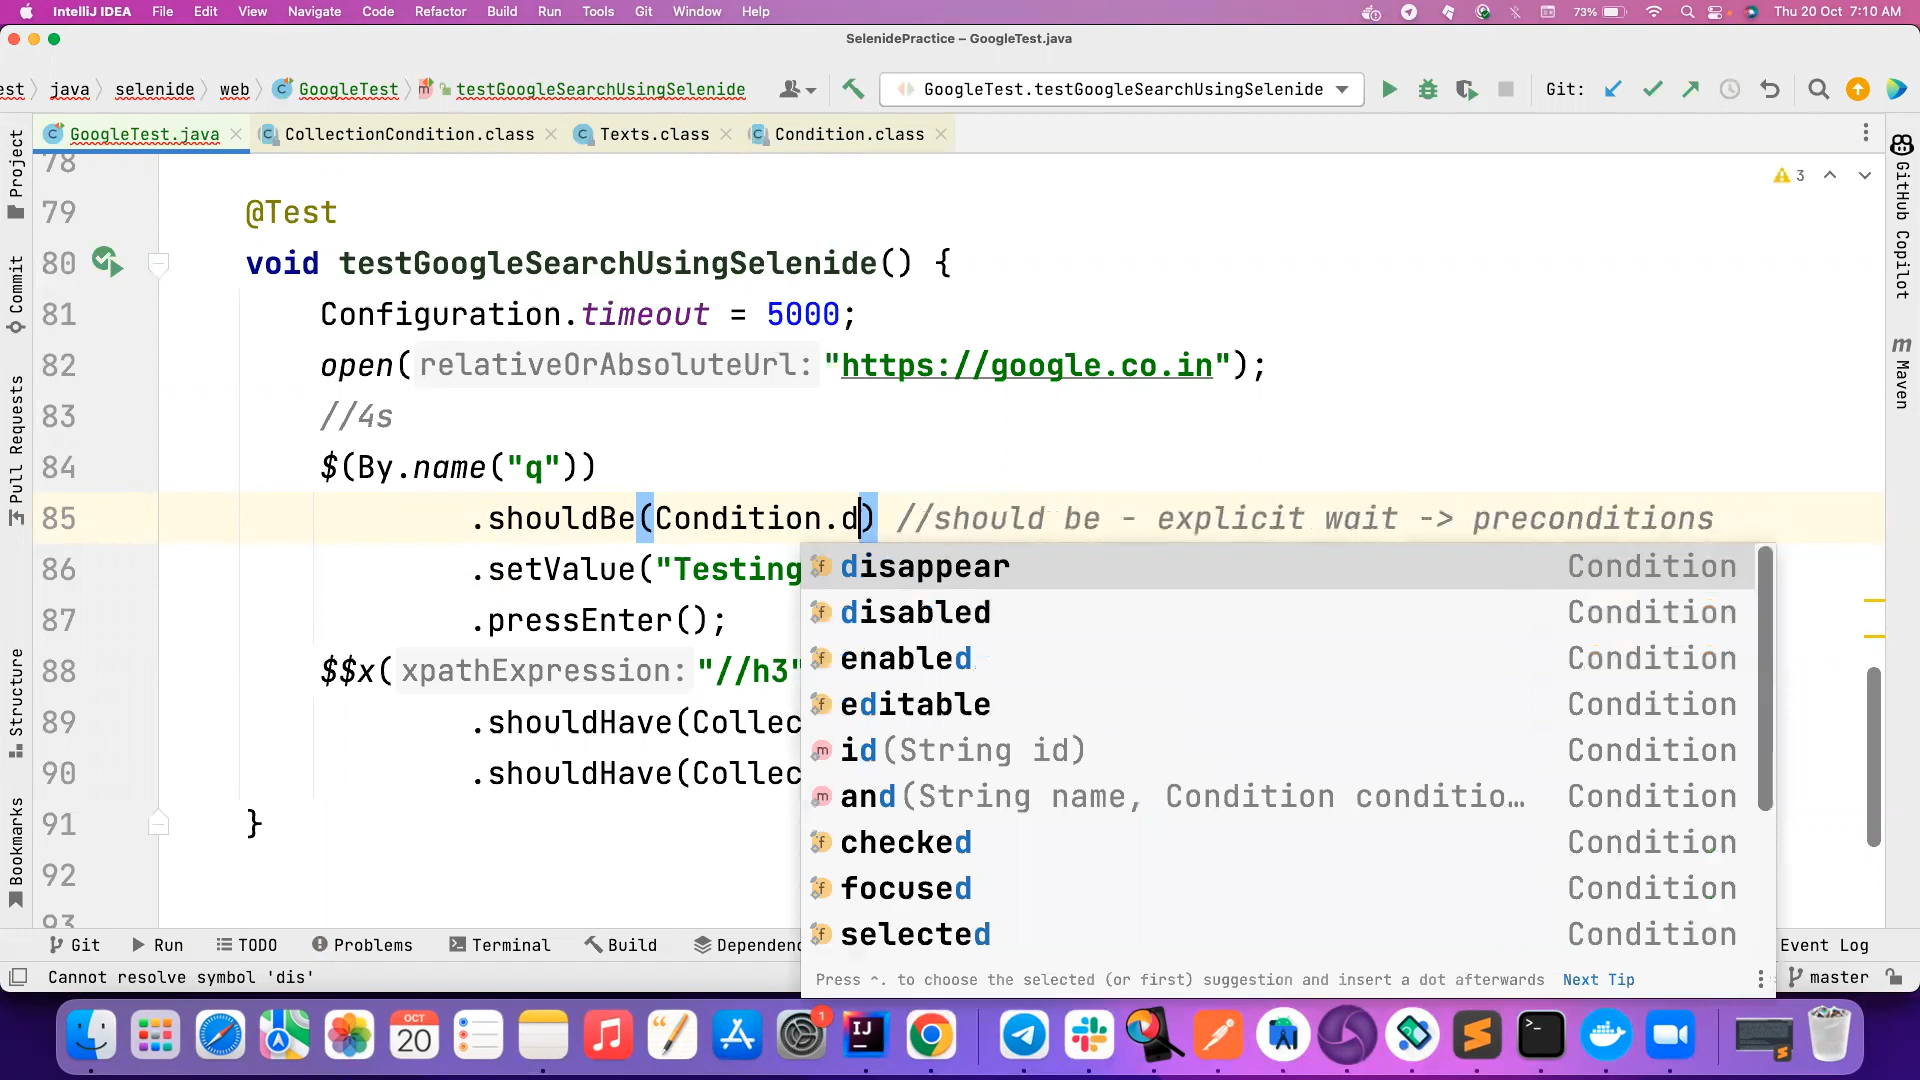 IntelliJ IDEA File Edit View Navigate Code Refactor Build Run Tools Git Window Help 73% Thu 20 Oct 7:10 AM
SelenidePractice – GoogleTest.java
est java selenide web GoogleTest testGoogleSearchUsingSelenide GoogleTest.testGoogleSearchUsingSelenide Git:
GoogleTest.java CollectionCondition.class Texts.class Condition.class
Project
Commit
Pull Requests
Structure
Bookmarks
GitHub Copilot
Maven
3
78
79 @Test
80 void testGoogleSearchUsingSelenide() {
81 Configuration.timeout = 5000;
82 open( relativeOrAbsoluteUrl: "https://google.co.in");
83 //4s
84 $(By.name("q"))
85 .shouldBe(Condition.d) //should be - explicit wait -> preconditions
86 .setValue("Testing
87 .pressEnter();
88 $$x( xpathExpression: "//h3"
89 .shouldHave(Collec
90 .shouldHave(Collec
91 }
92
93
disappear Condition
disabled Condition
enabled Condition
editable Condition
id(String id) Condition
and(String name, Condition conditio… Condition
checked Condition
focused Condition
selected Condition
Press ^. to choose the selected (or first) suggestion and insert a dot afterwards Next Tip
Git Run TODO Problems Terminal Build Dependenc Event Log
Cannot resolve symbol 'dis' master
OCT
20
1
IJ